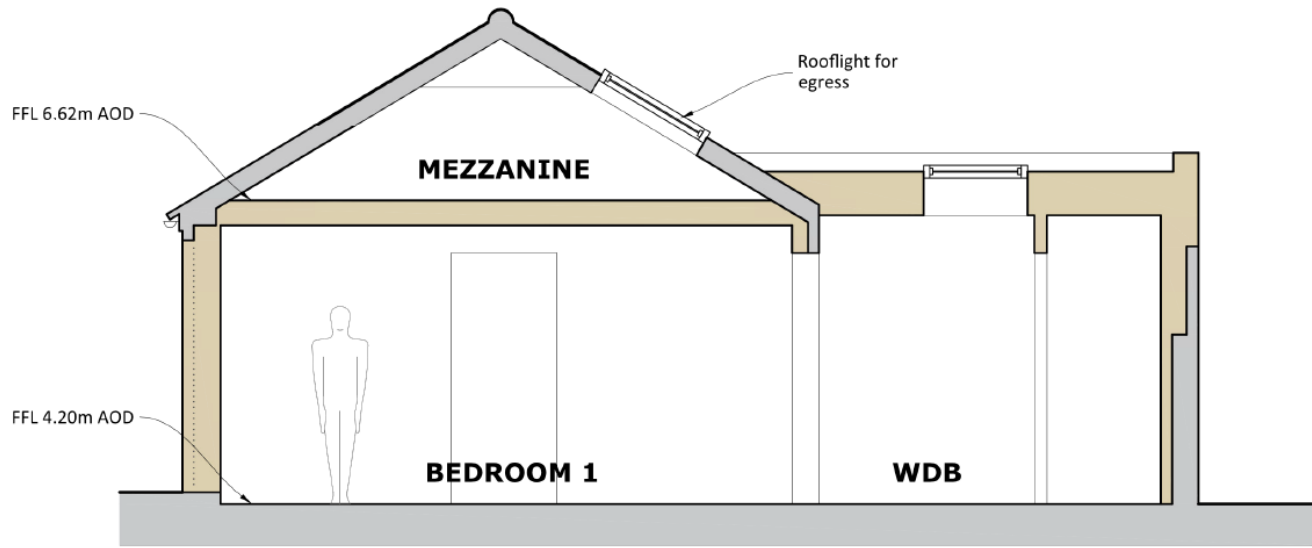 Rooflight for
egress
FFL 6.62m AOD
MEZZANINE
FFL 4.20m AOD
BEDROOM 1
WDB